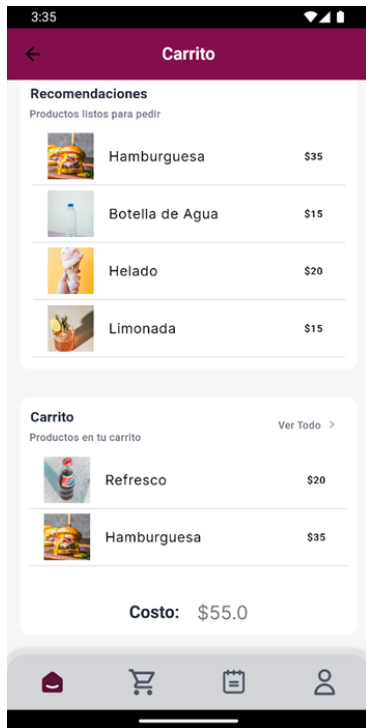 3:35
Carrito
Recomendaciones
Productos listos para pedir
Hamburguesa $35
Botella de Agua $15
Helado $20
Limonada $15
Carrito
Ver Todo >
Productos en tu carrito
Refresco $20
Hamburguesa $35
Costo: $55.0